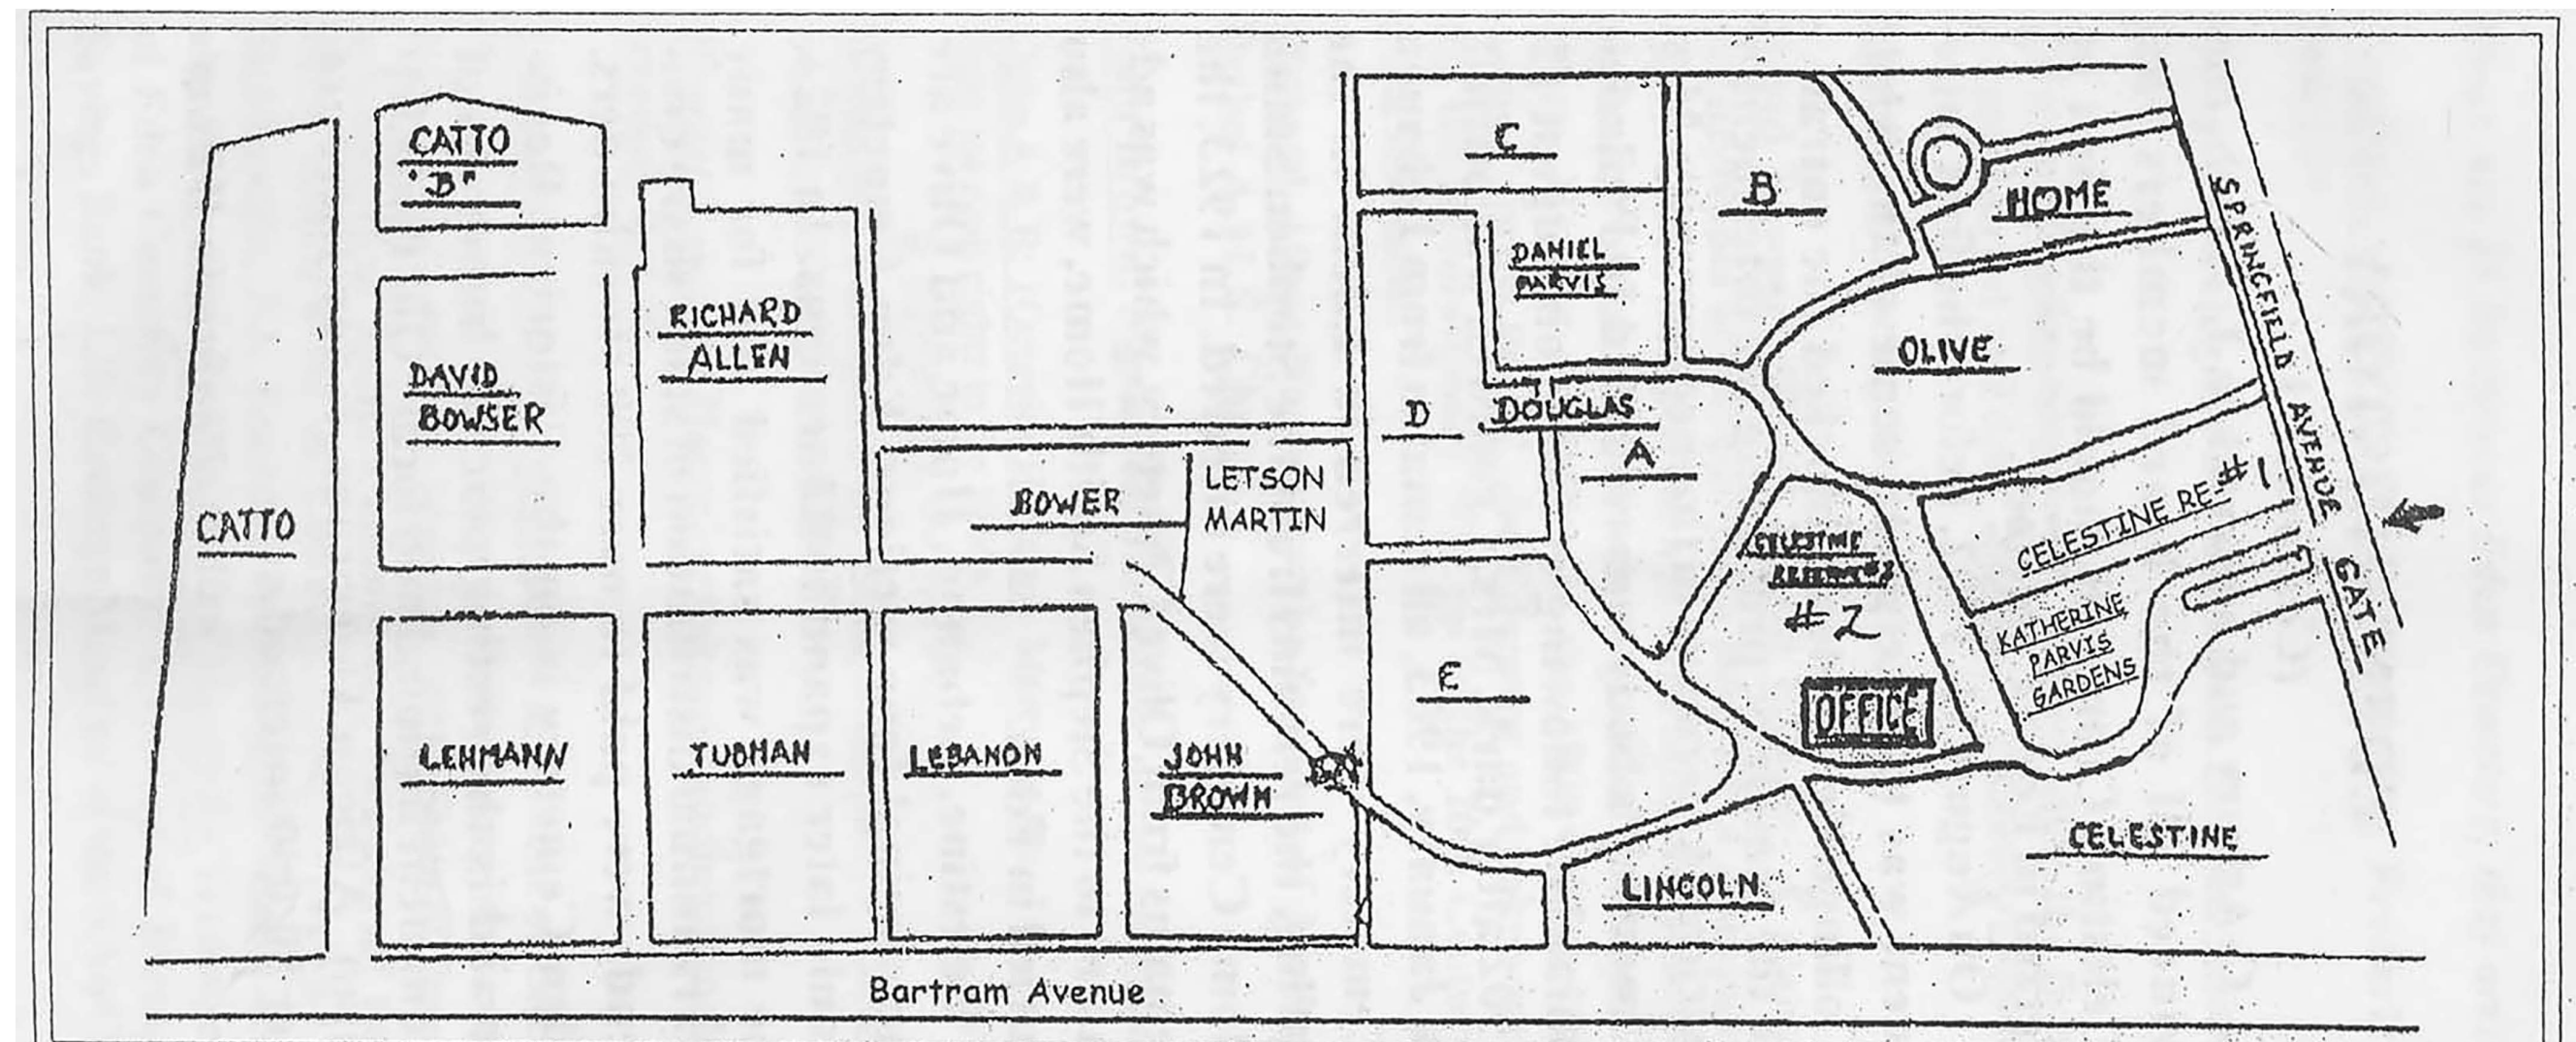 CATTO
"B"
C
B
HOME
SPRINGFIELD AVENUE
GATE
DANIEL
PARVIS
RICHARD
ALLEN
OLIVE
DAVID
BOWSER
D
DOUGLAS
A
CELESTINE RE-#1
LETSON
MARTIN
BOWER
CATTO
CELESTINE
#2
KATHERINE
PARVIS
GARDENS
E
OFFICE
LEHMANN
TUBMAN
LEBANON
JOHN
BROWN
CELESTINE
LINCOLN
Bartram Avenue